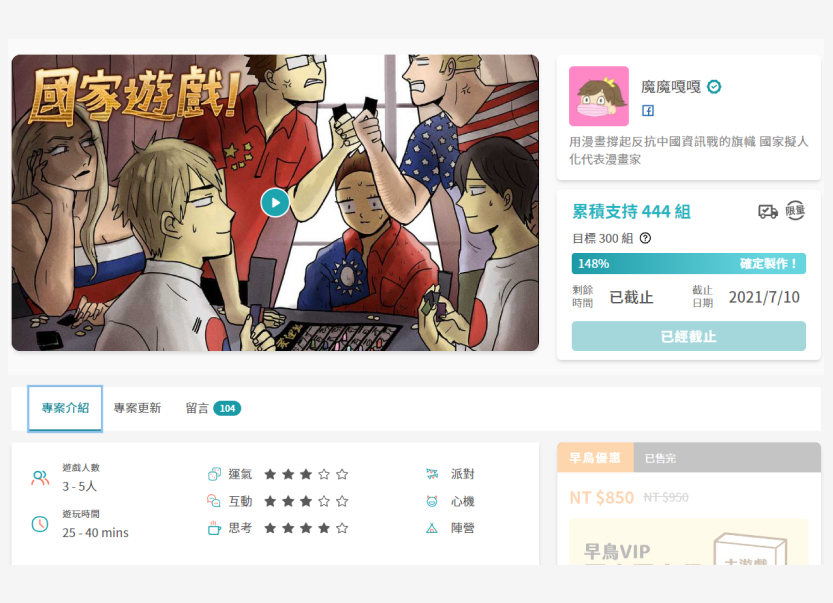 國家遊戲!
魔魔嘎嘎
用漫畫撐起反抗中國資訊戰的旗幟 國家擬人
化代表漫畫家
累積支持 444 組
限量
目標 300 組
148%
確定製作！
剩餘
時間
已截止
截止
日期
2021/7/10
已經截止
專案介紹
專案更新
留言 104
遊戲人數
3 - 5人
遊玩時間
25 - 40 mins
運氣
互動
思考
派對
心機
陣營
早鳥優惠
已售完
NT $850 NT $950
早鳥VIP